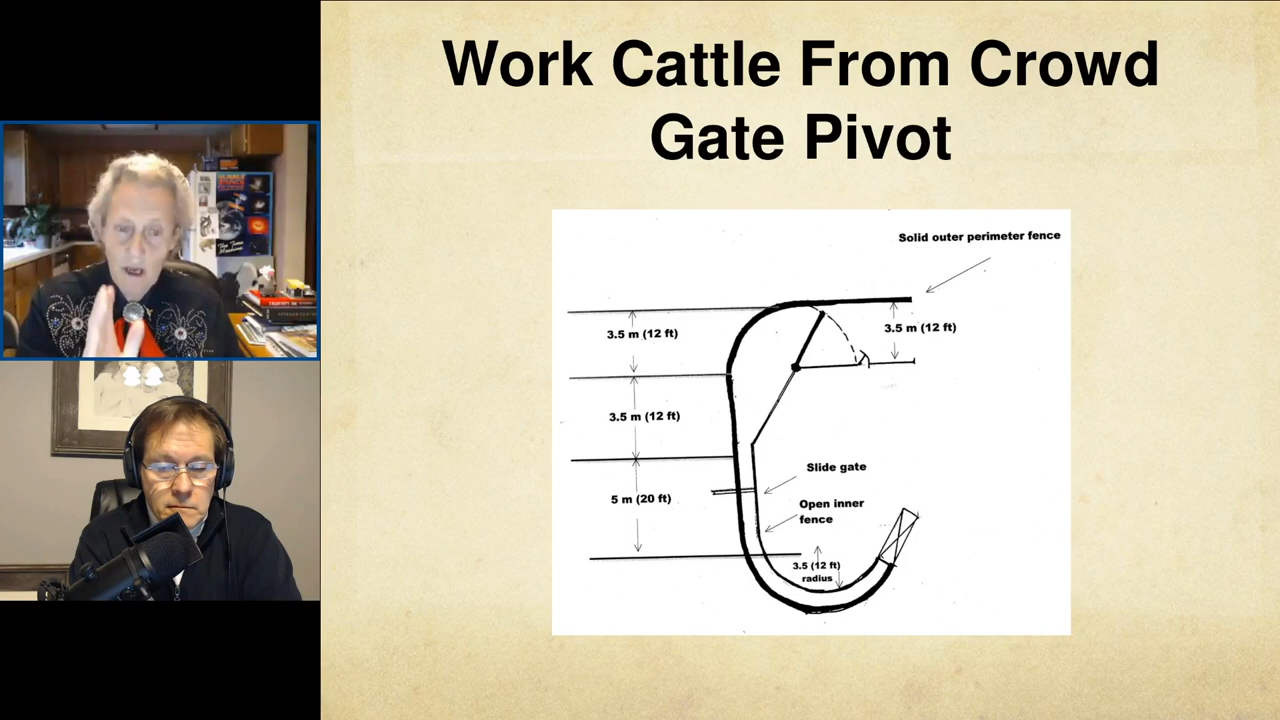 Work Cattle From Crowd
Gate Pivot
Solid outer perimeter fence
3.5 m (12 ft)
3.5 m (12 ft)
3.5 m (12 ft)
Slide gate
5 m (20 ft)
Open inner
fence
3.5 (12 ft)
radius